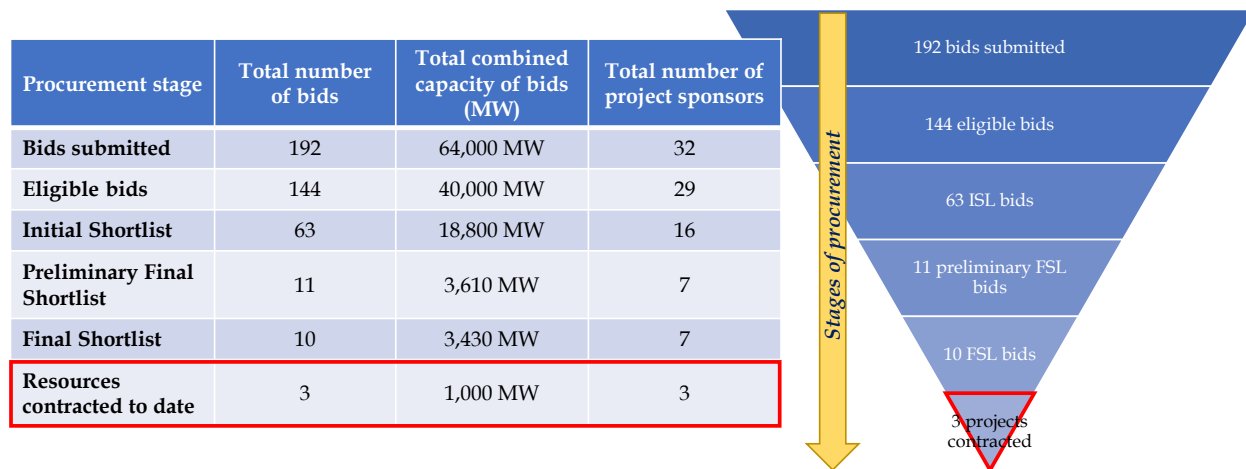 Procurement stage
Total number
of bids
Total combined
capacity of bids
(MW)
Total number of
project sponsors
Bids submitted
192
64,000 MW
32
Eligible bids
144
40,000 MW
29
Initial Shortlist
63
18,800 MW
16
Preliminary Final
Shortlist
11
3,610 MW
7
Final Shortlist
10
3,430 MW
7
Resources
contracted to date
3
1,000 MW
3
Stages of procurement
192 bids submitted
144 eligible bids
63 ISL bids
11 preliminary FSL
bids
10 FSL bids
3 projects
contracted